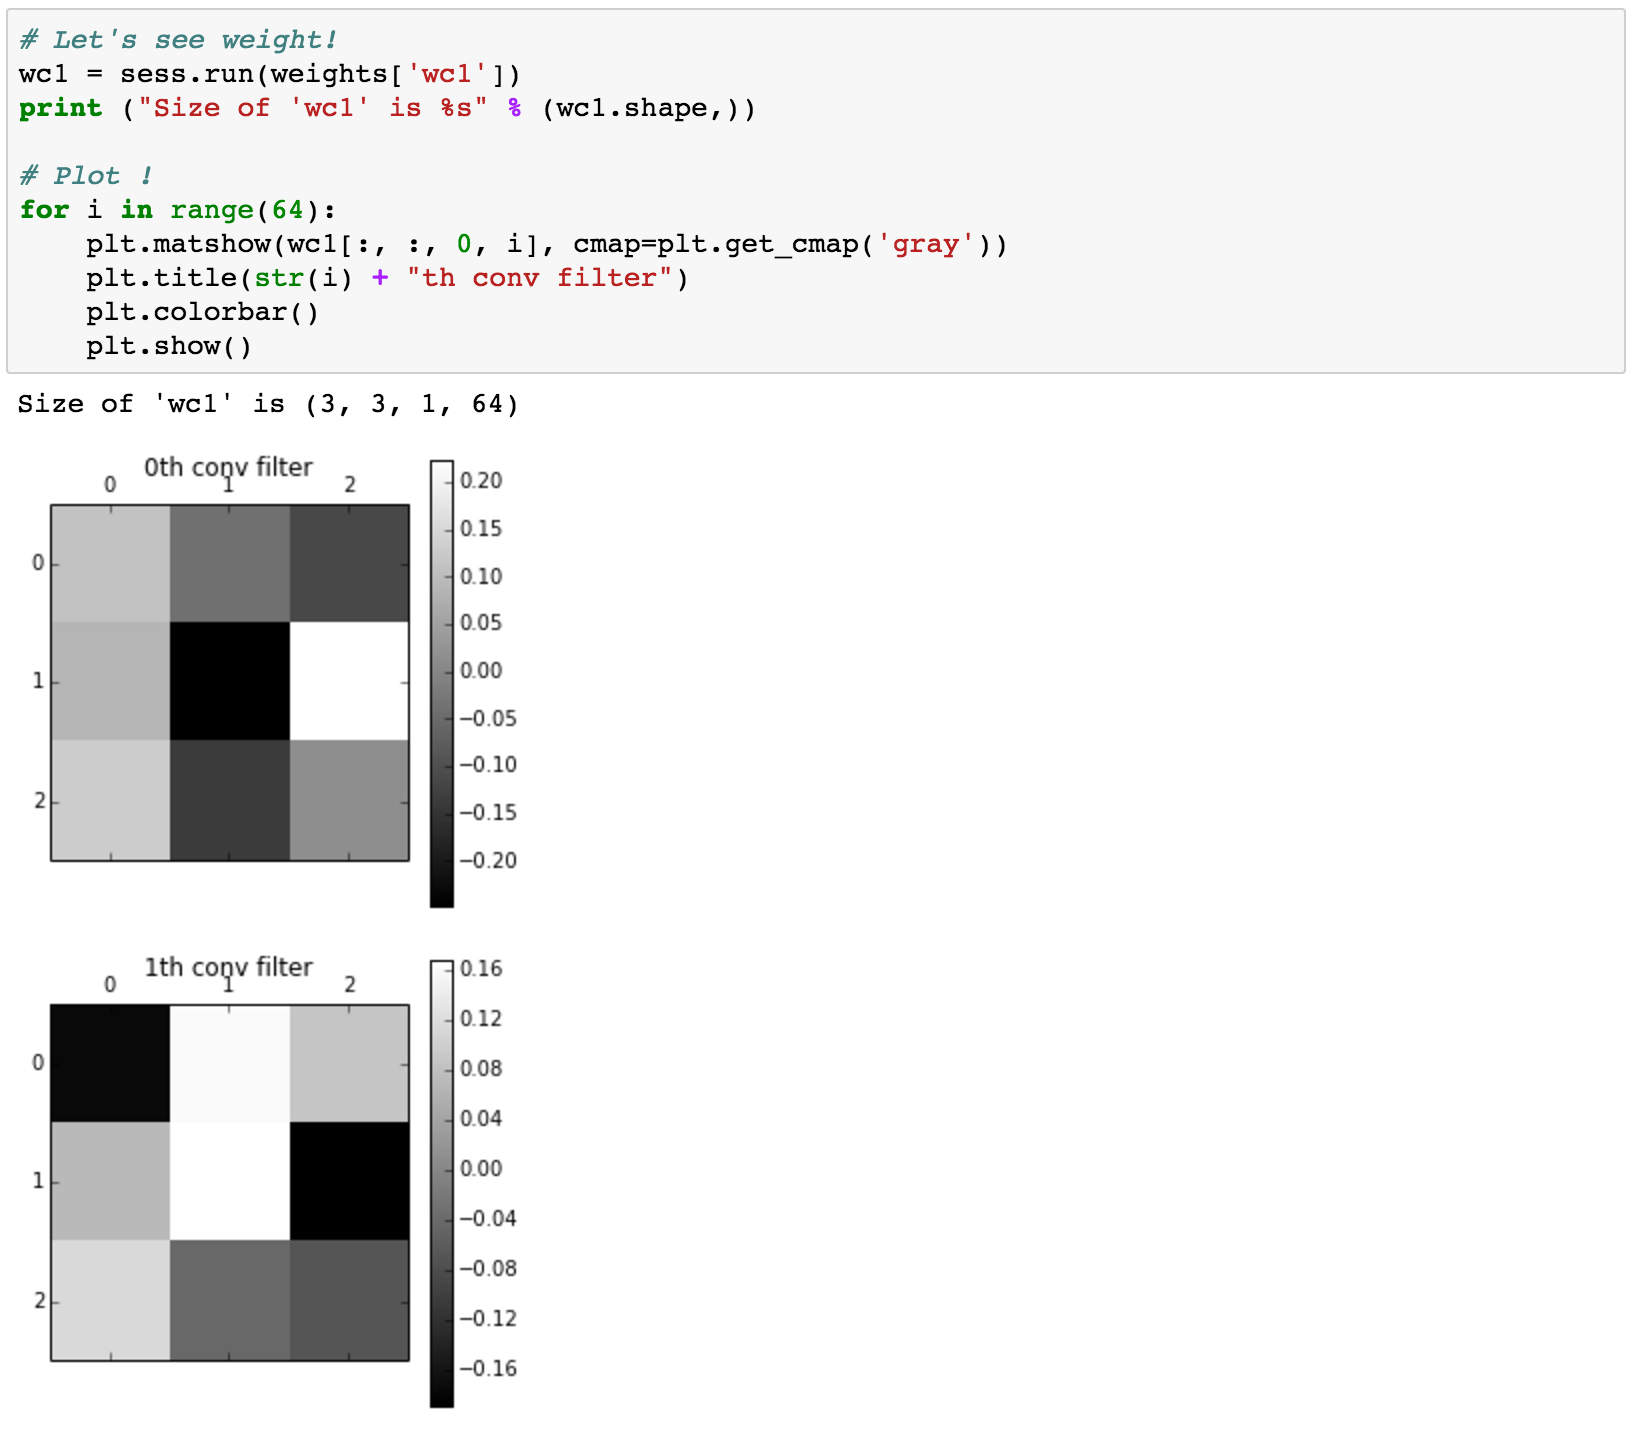 # Let's see weight!
wc1 = sess.run(weights['wc1'])
print ("Size of 'wc1' is %s" % (wc1.shape,))
# Plot !
for i in range(64):
    plt.matshow(wc1[:, :, 0, i], cmap=plt.get_cmap('gray'))
    plt.title(str(i) + "th conv filter")
    plt.colorbar()
    plt.show()
Size of 'wc1' is (3, 3, 1, 64)
0th conv filter
0 1 2
0
1
2
0.20
0.15
0.10
0.05
0.00
−0.05
−0.10
−0.15
−0.20
1th conv filter
0 1 2
0
1
2
0.16
0.12
0.08
0.04
0.00
−0.04
−0.08
−0.12
−0.16